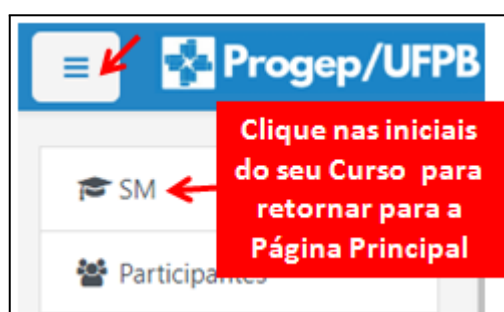 Progep/UFPB
Clique nas iniciais
do seu Curso para
retornar para a
Página Principal
SM
Participantes